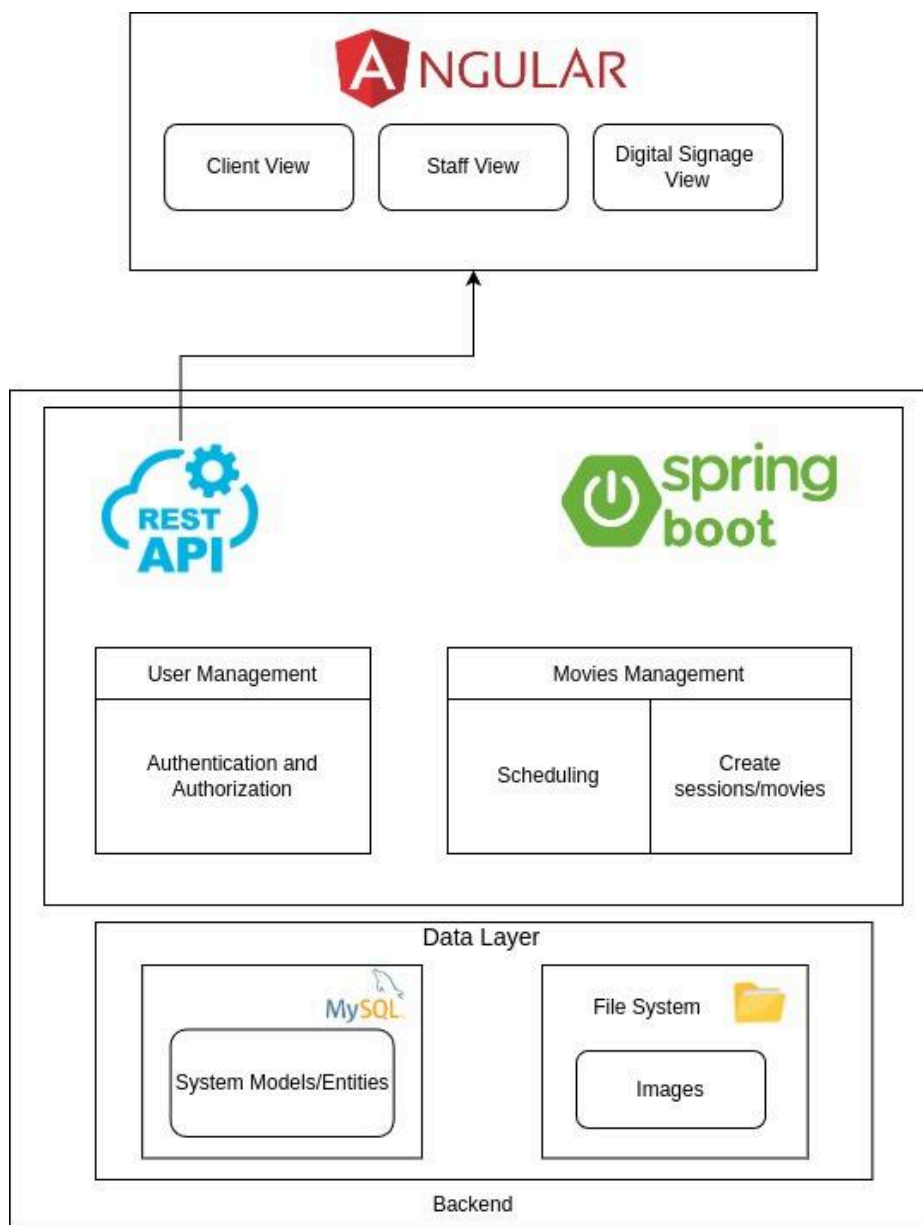 ANGULAR
Client View
Staff View
Digital Signage
View
REST
API
spring
boot
User Management
Movies Management
Authentication and
Authorization
Scheduling
Create
sessions/movies
Data Layer
MySQL
File System
System Models/Entities
Images
Backend